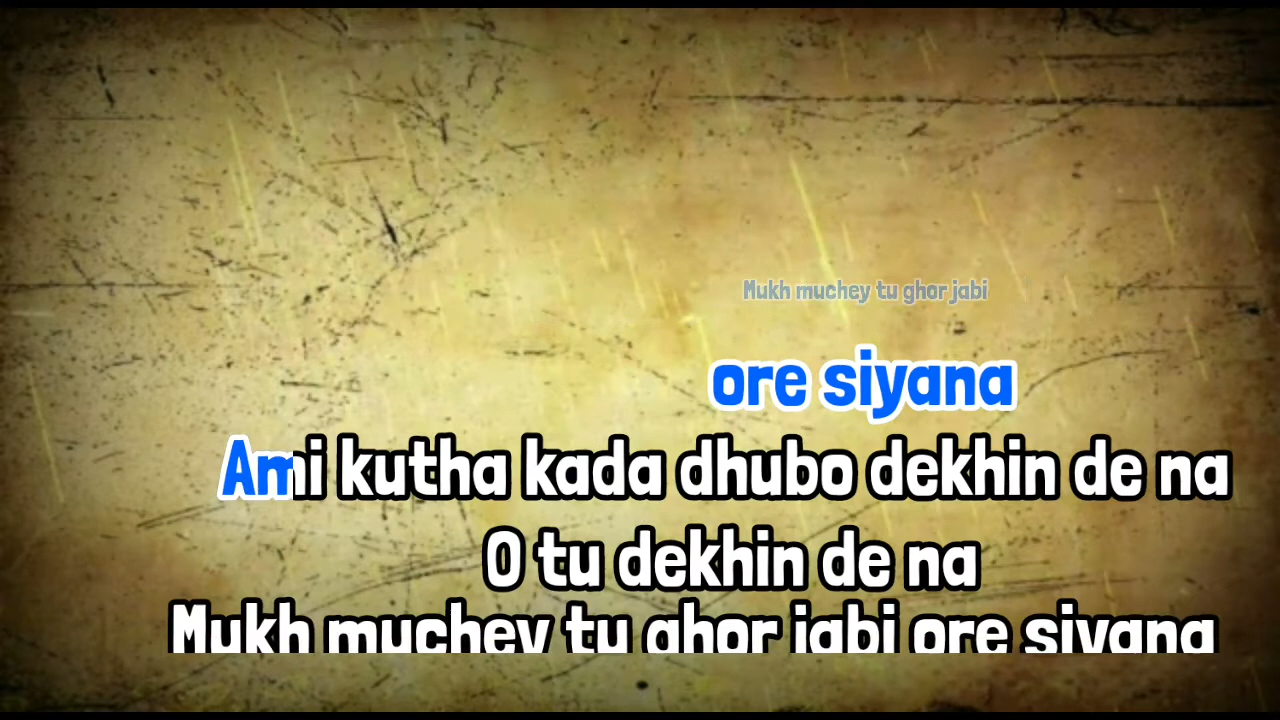 Mukh muchey tu ghor jabi
ore siyana
Ami kutha kada dhubo dekhin de na
O tu dekhin de na
Mukh muchey tu ghor jabi ore siyana